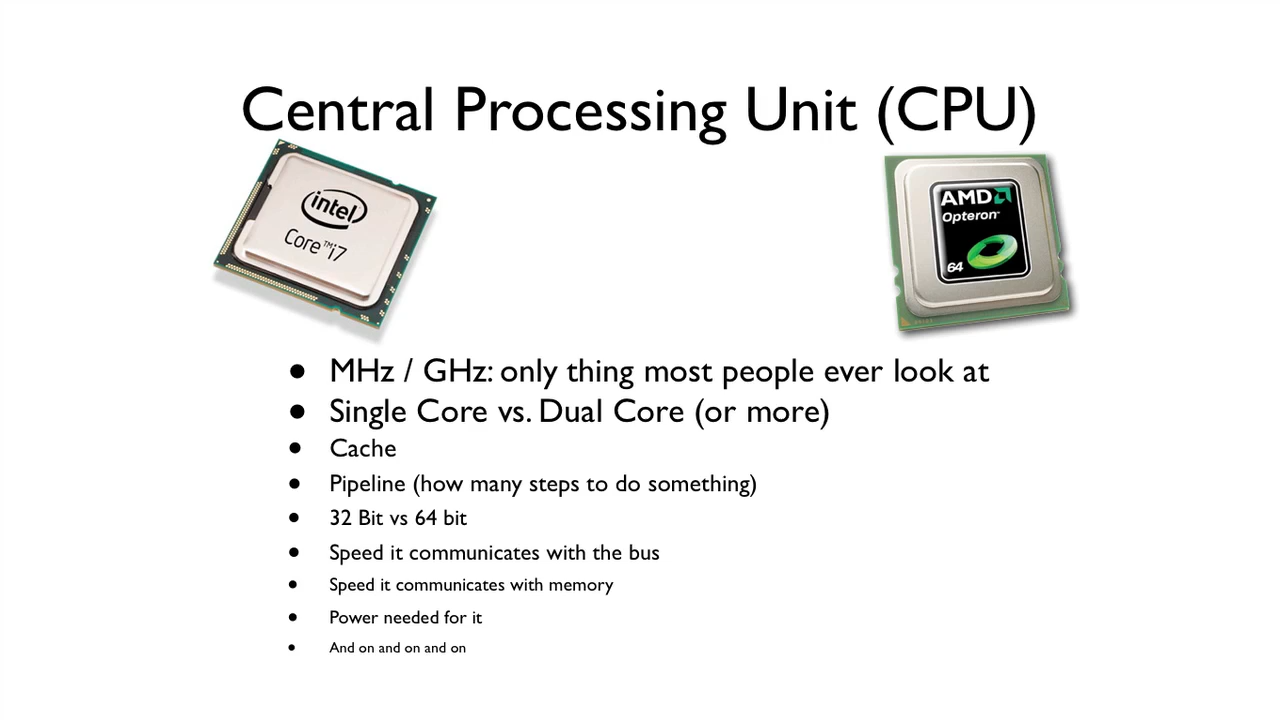 Central Processing Unit (CPU)
intel
Core™ i7
AMD
Opteron™
64
• MHz / GHz: only thing most people ever look at
• Single Core vs. Dual Core (or more)
• Cache
• Pipeline (how many steps to do something)
• 32 Bit vs 64 bit
• Speed it communicates with the bus
• Speed it communicates with memory
• Power needed for it
• And on and on and on